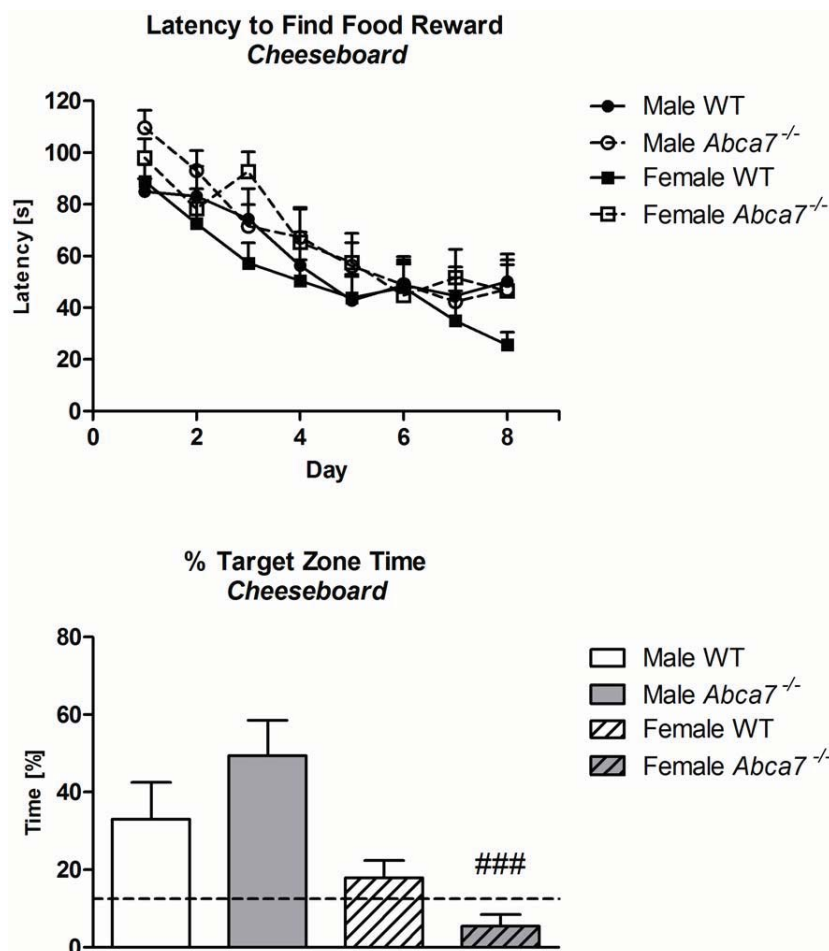 Latency to Find Food Reward
Cheeseboard
120
100
80
60
40
20
0
Latency [s]
0
2
4
6
8
Day
Male WT
Male Abca7 -/-
Female WT
Female Abca7 -/-
% Target Zone Time
Cheeseboard
80
60
40
20
0
Time [%]
###
Male WT
Male Abca7 -/-
Female WT
Female Abca7 -/-